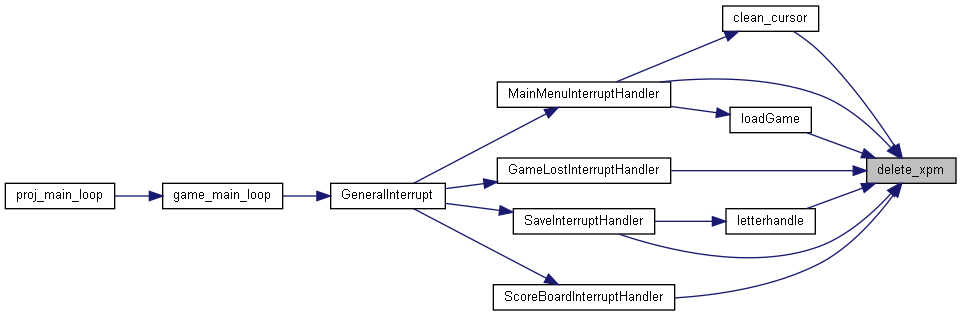 clean_cursor
MainMenuInterruptHandler
loadGame
GameLostInterruptHandler
delete_xpm
proj_main_loop
game_main_loop
GeneralInterrupt
SaveInterruptHandler
letterhandle
ScoreBoardInterruptHandler